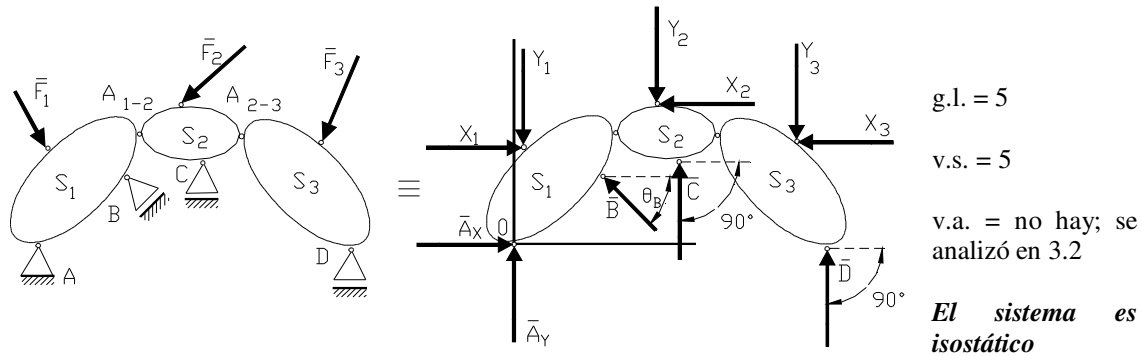 F̄1
F̄2
F̄3
A 1-2
A 2-3
S1
S2
S3
A
B
C
D
≡
Y1
Y2
Y3
X1
X2
X3
S1
S2
S3
ĀX
0
ĀY
B̄
θB
C
90°
D̄
90°
g.l. = 5
v.s. = 5
v.a. = no hay; se
analizó en 3.2
El sistema es
isostático